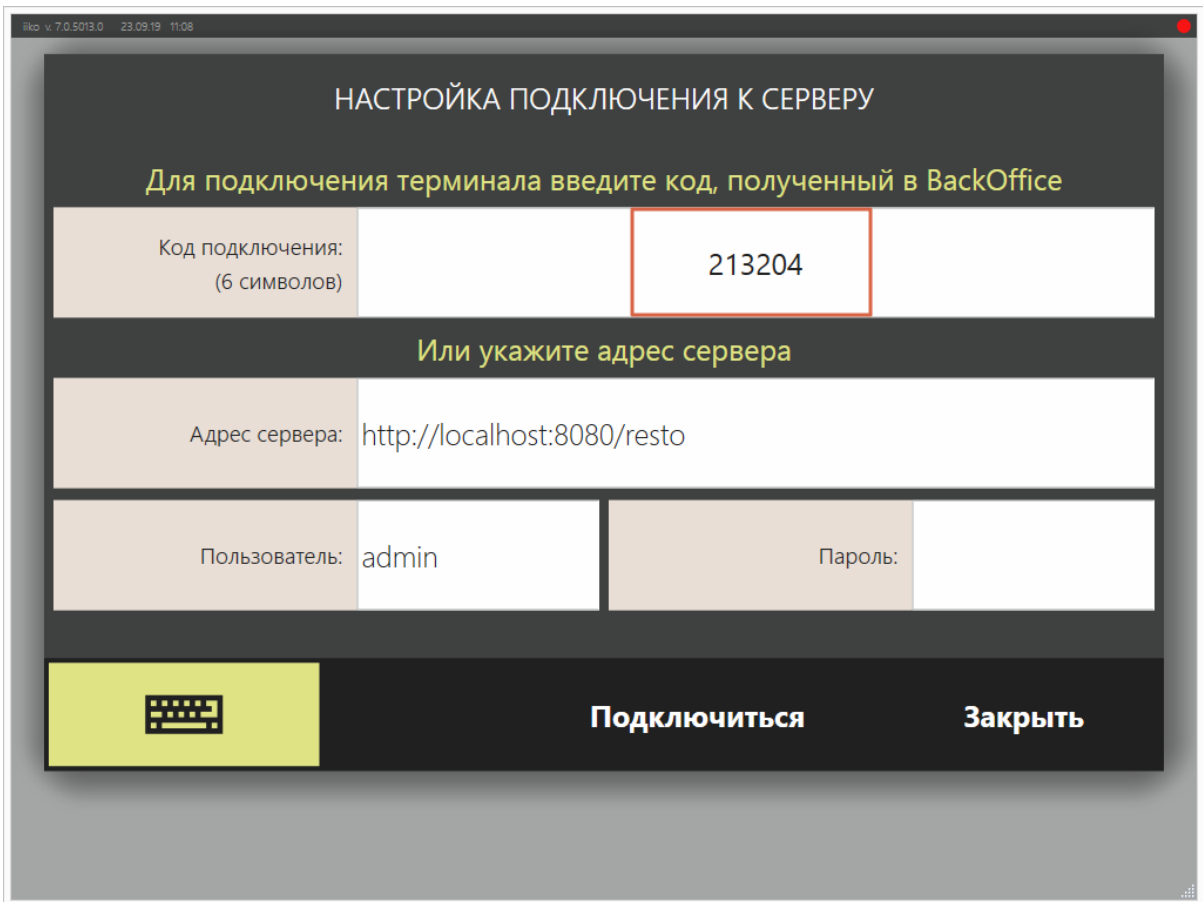 iiko v. 7.0.5013.0 23.09.19 11:08
НАСТРОЙКА ПОДКЛЮЧЕНИЯ К СЕРВЕРУ
Для подключения терминала введите код, полученный в BackOffice
Код подключения:
(6 символов)
213204
Или укажите адрес сервера
Адрес сервера: http://localhost:8080/resto
Пользователь: admin Пароль:
Подключиться Закрыть